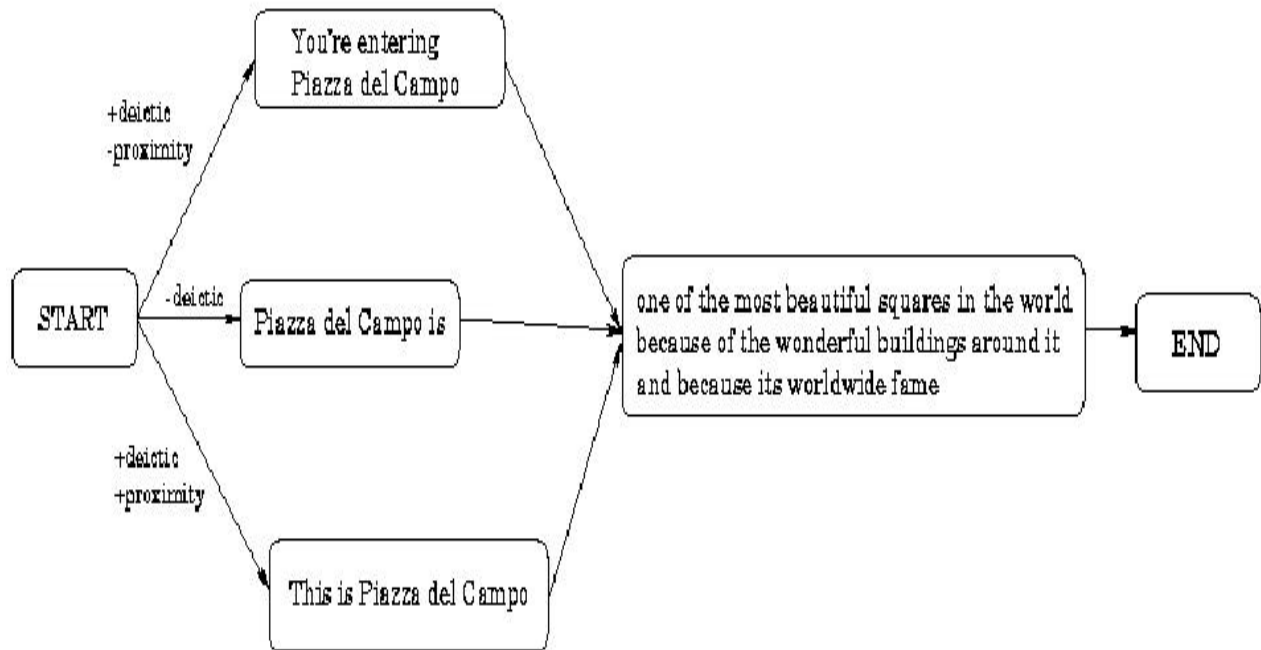 You're entering
Piazza del Campo
+deictic
-proximity
START
-deictic
Piazza del Campo is
one of the most beautiful squares in the world
because of the wonderful buildings around it
and because its worldwide fame
END
+deictic
+proximity
This is Piazza del Campo